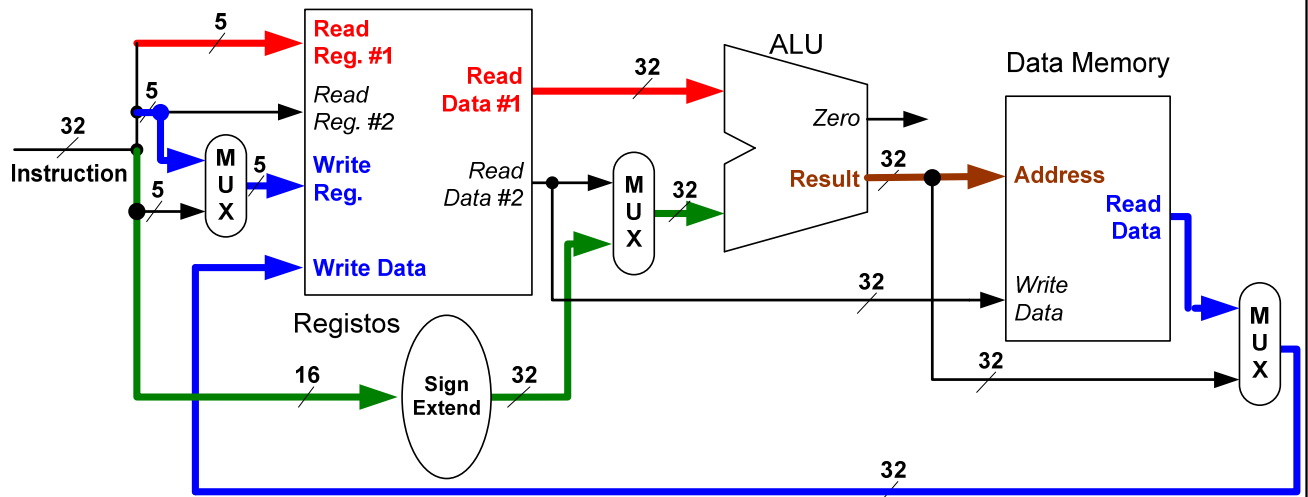 5
Read
Reg. #1
5
Read
Reg. #2
32
Instruction
M
U
X
5
5
Write
Reg.
Write Data
Read
Data #1
Read
Data #2
Registos
16
Sign
Extend
32
32
M
U
X
32
ALU
Zero
Result
32
32
Data Memory
Address
Read
Data
Write
Data
32
M
U
X
32